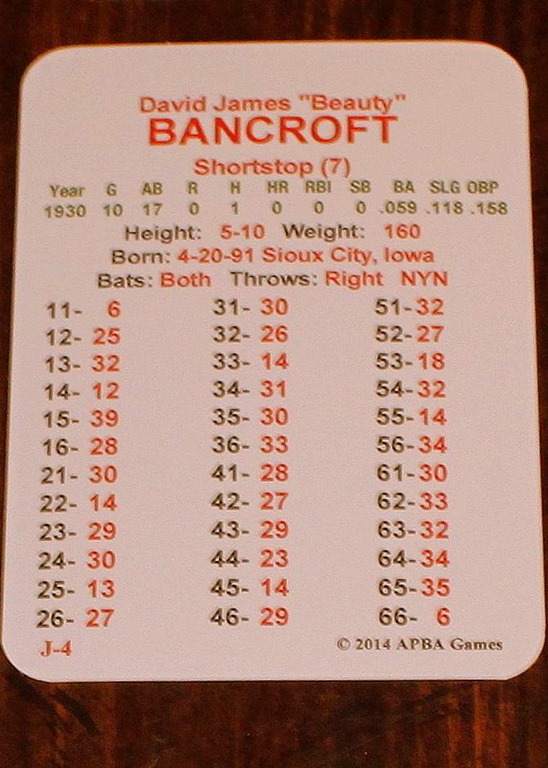 David James "Beauty"
BANCROFT
Shortstop (7)
Year G AB R H HR RBI SB BA SLG OBP
1930 10 17 0 1 0 0 0 .059 .118 .158
Height: 5-10 Weight: 160
Born: 4-20-91 Sioux City, Iowa
Bats: Both Throws: Right NYN
11- 6 31- 30 51- 32
12- 25 32- 26 52- 27
13- 32 33- 14 53- 18
14- 12 34- 31 54- 32
15- 39 35- 30 55- 14
16- 28 36- 33 56- 34
21- 30 41- 28 61- 30
22- 14 42- 27 62- 33
23- 29 43- 29 63- 32
24- 30 44- 23 64- 34
25- 13 45- 14 65- 35
26- 27 46- 29 66- 6
J-4 © 2014 APBA Games